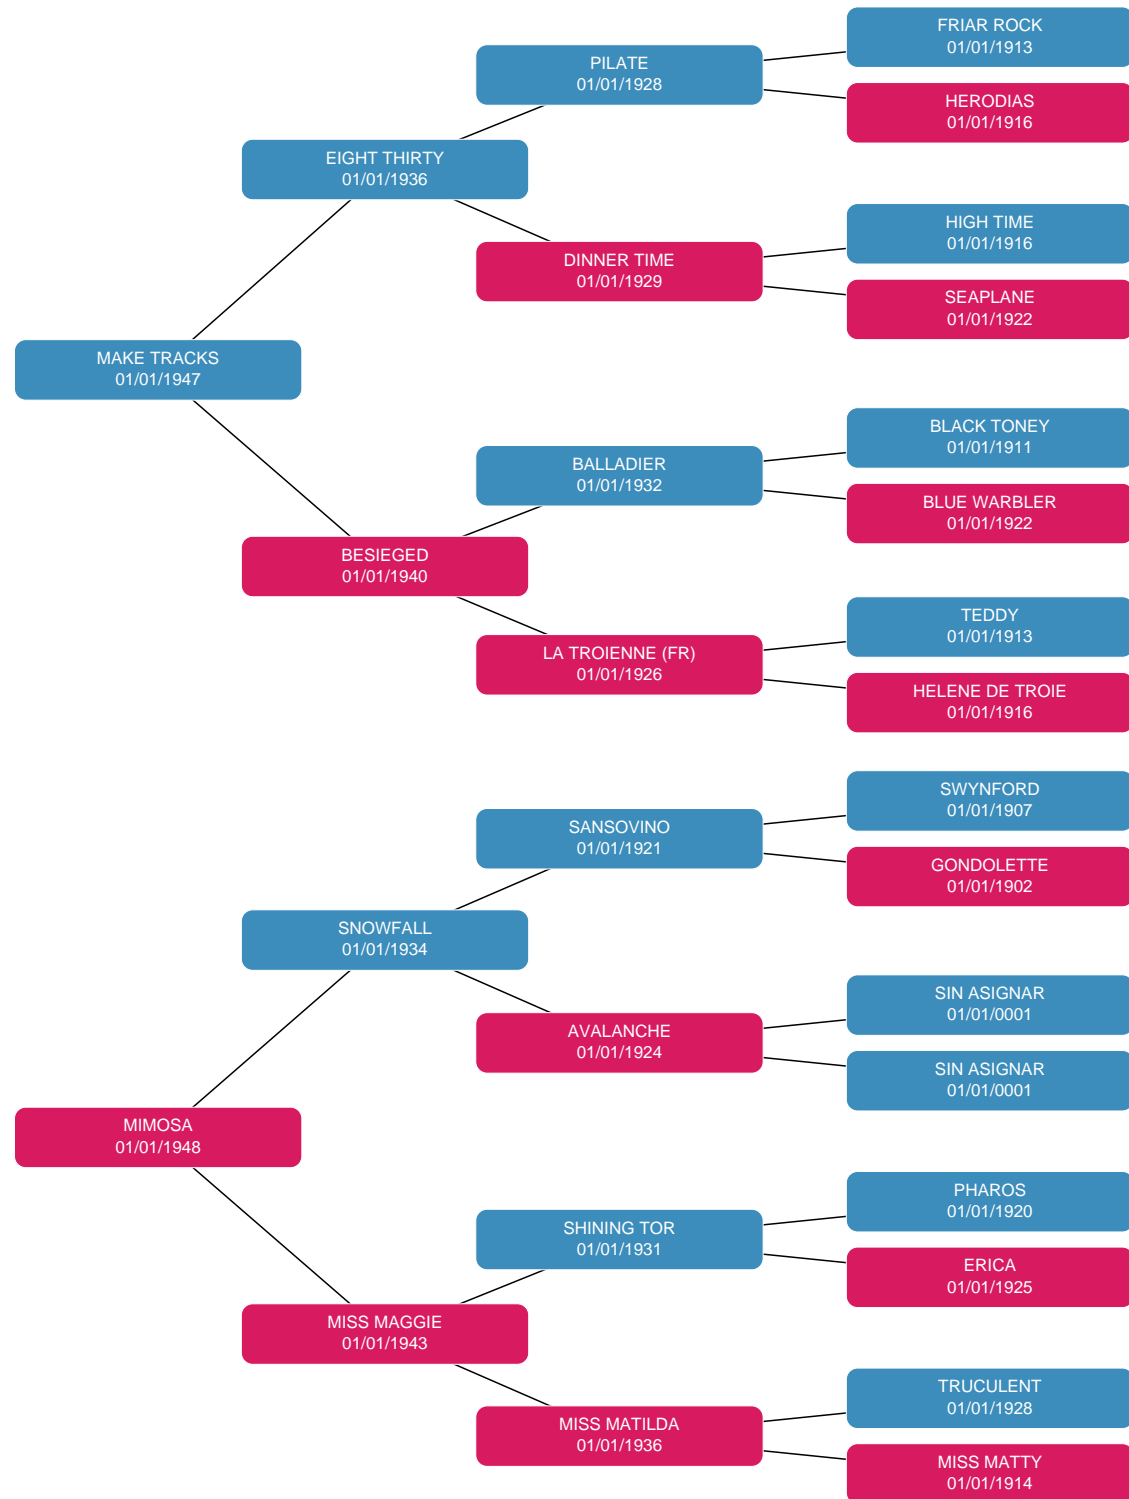 FRIAR ROCK
01/01/1913
PILATE
01/01/1928
HERODIAS
01/01/1916
EIGHT THIRTY
01/01/1936
HIGH TIME
01/01/1916
DINNER TIME
01/01/1929
SEAPLANE
01/01/1922
MAKE TRACKS
01/01/1947
BLACK TONEY
01/01/1911
BALLADIER
01/01/1932
BLUE WARBLER
01/01/1922
BESIEGED
01/01/1940
TEDDY
01/01/1913
LA TROIENNE (FR)
01/01/1926
HELENE DE TROIE
01/01/1916
SWYNFORD
01/01/1907
SANSOVINO
01/01/1921
GONDOLETTE
01/01/1902
SNOWFALL
01/01/1934
SIN ASIGNAR
01/01/0001
AVALANCHE
01/01/1924
SIN ASIGNAR
01/01/0001
MIMOSA
01/01/1948
PHAROS
01/01/1920
SHINING TOR
01/01/1931
ERICA
01/01/1925
MISS MAGGIE
01/01/1943
TRUCULENT
01/01/1928
MISS MATILDA
01/01/1936
MISS MATTY
01/01/1914